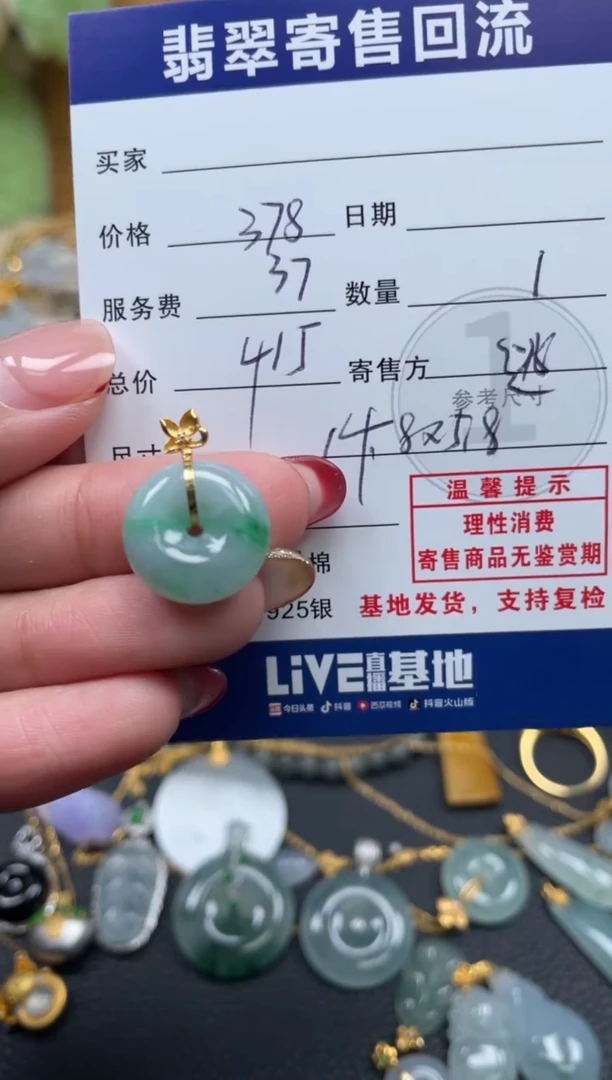 翡翠寄售回流
买家
价格 378 日期
服务费 37 数量 1
总价 415 寄售方
参考尺寸
尺寸 14.8x5.8
温馨提示
理性消费
寄售商品无鉴赏期
棉
925银 基地发货，支持复检
LiVE直播基地
今日头条 抖音 西瓜视频 抖音火山版